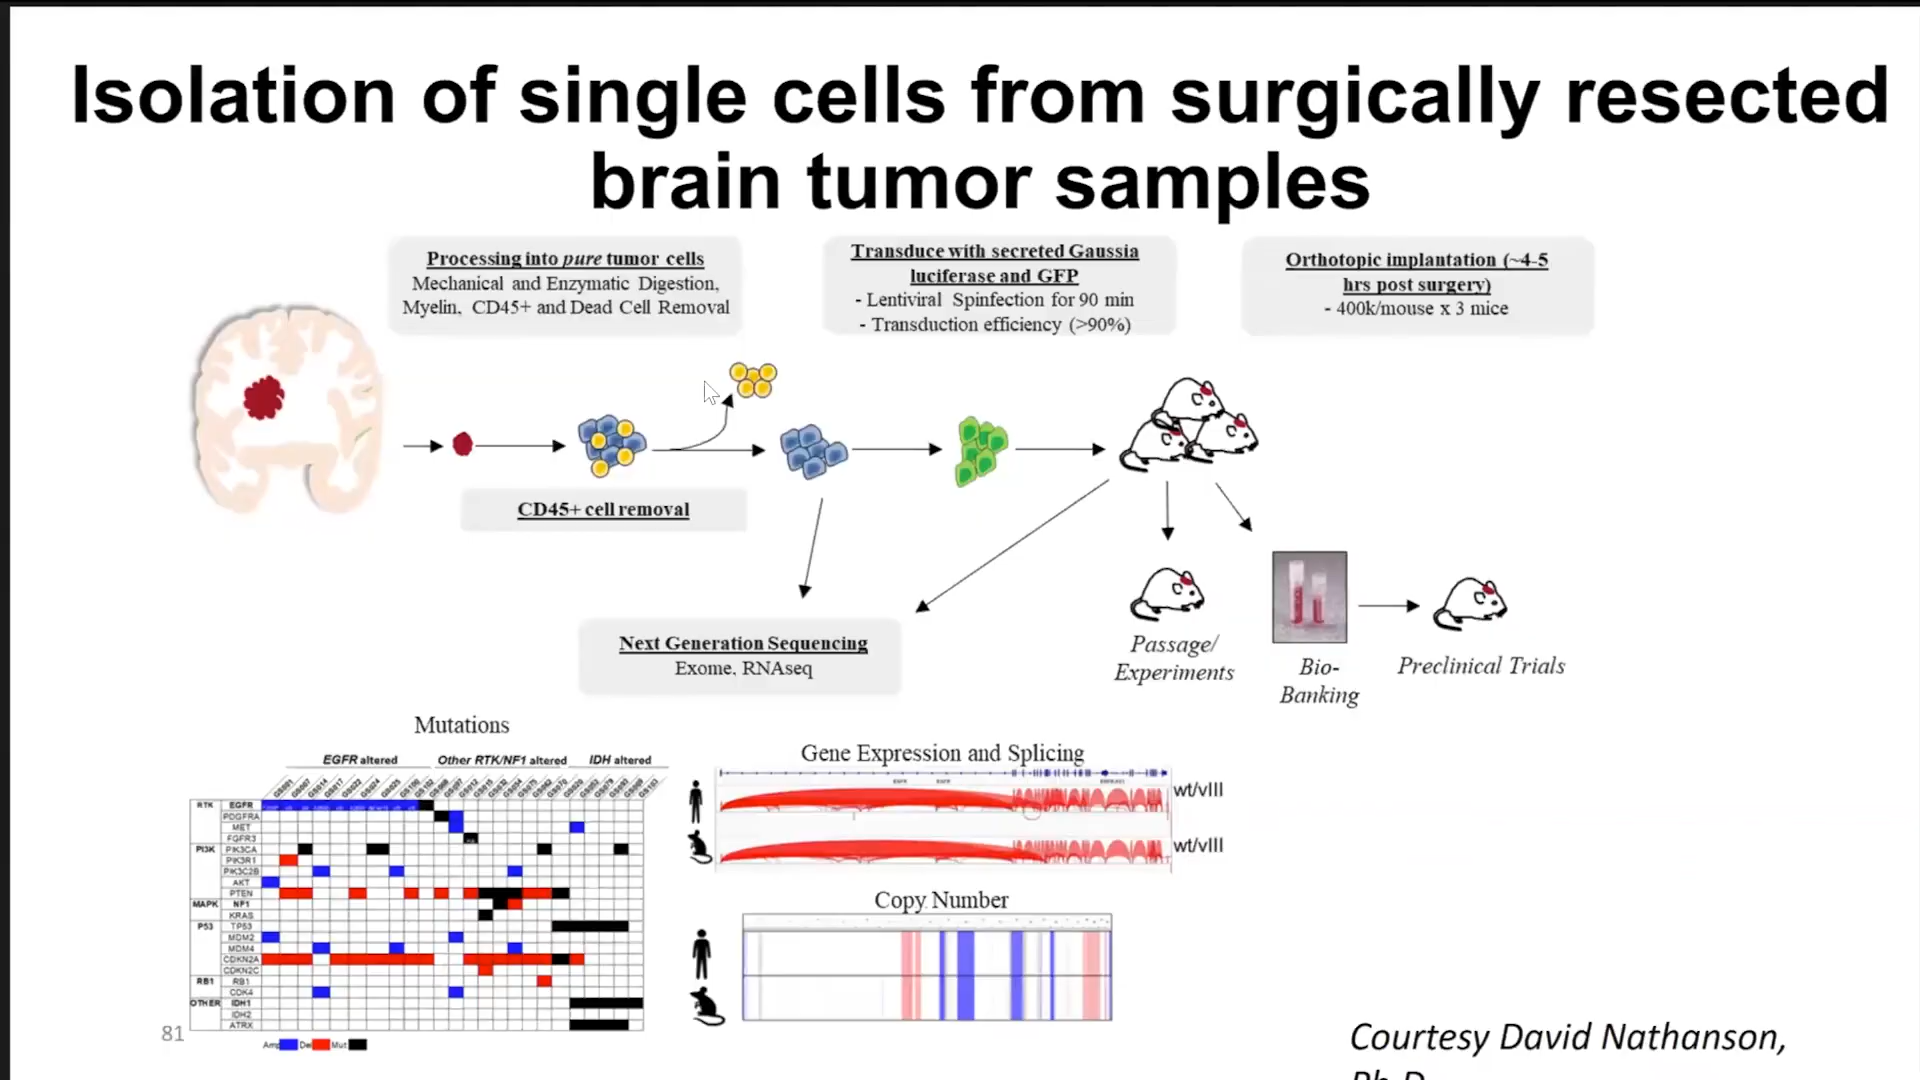 Isolation of single cells from surgically resected
brain tumor samples
Processing into pure tumor cells
Mechanical and Enzymatic Digestion,
Myelin, CD45+ and Dead Cell Removal
Transduce with secreted Gaussia
luciferase and GFP
- Lentiviral Spinfection for 90 min
- Transduction efficiency (>90%)
Orthotopic implantation (~4-5
hrs post surgery)
- 400k/mouse x 3 mice
CD45+ cell removal
Next Generation Sequencing
Exome, RNAseq
Passage/
Experiments
Bio-
Banking
Preclinical Trials
Mutations
EGFR altered
Other RTK/NF1 altered
IDH altered
RTK EGFR
PDGFRA
MET
FGFR3
PI3K PIK3CA
PIK3R1
PIK3C2B
AKT
PTEN
MAPK NF1
KRAS
P53 TP53
MDM2
MDM4
CDKN2A
CDKN2C
RB1 RB1
CDK4
OTHER IDH1
IDH2
ATRX
Amp Del Mut
Gene Expression and Splicing
wt/vIII
wt/vIII
Copy Number
81
Courtesy David Nathanson,